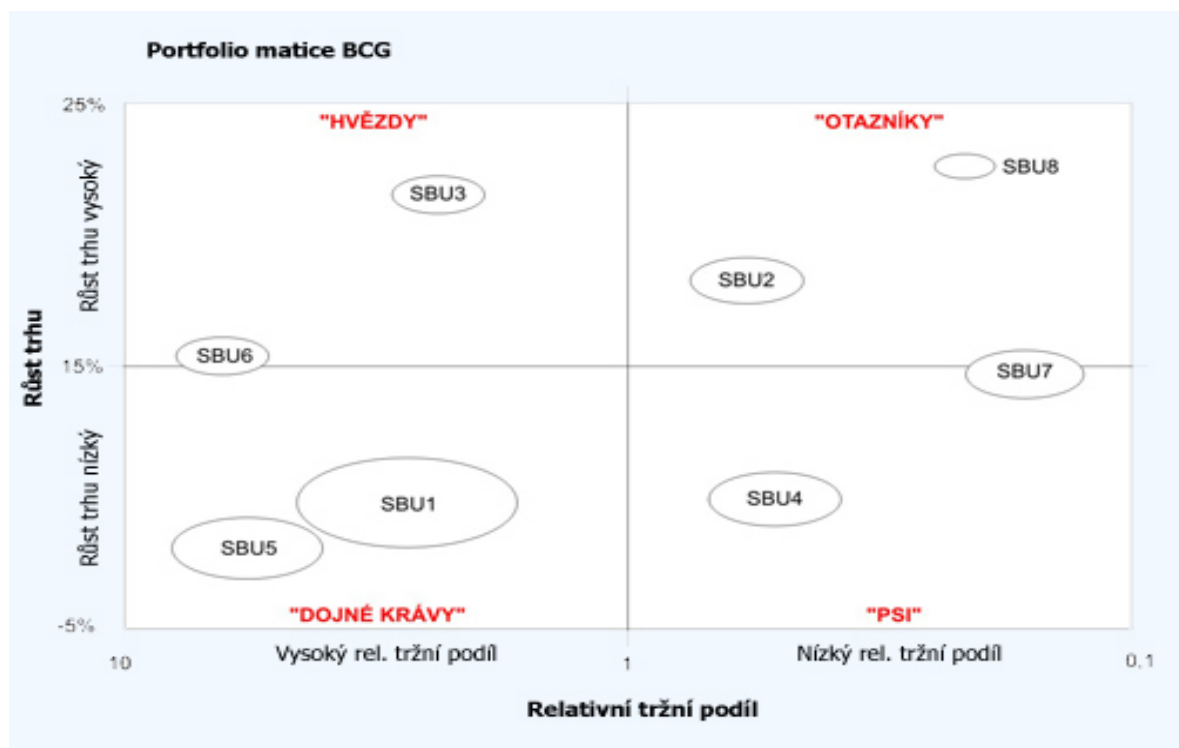 Portfolio matice BCG
25%
"HVĚZDY"
"OTAZNÍKY"
SBU8
SBU3
Růst trhu vysoký
SBU2
SBU6
15%
SBU7
Růst trhu
Růst trhu nízký
SBU1
SBU4
SBU5
"DOJNÉ KRÁVY"
"PSI"
-5%
10
Vysoký rel. tržní podíl
1
Nízký rel. tržní podíl
0,1
Relativní tržní podíl